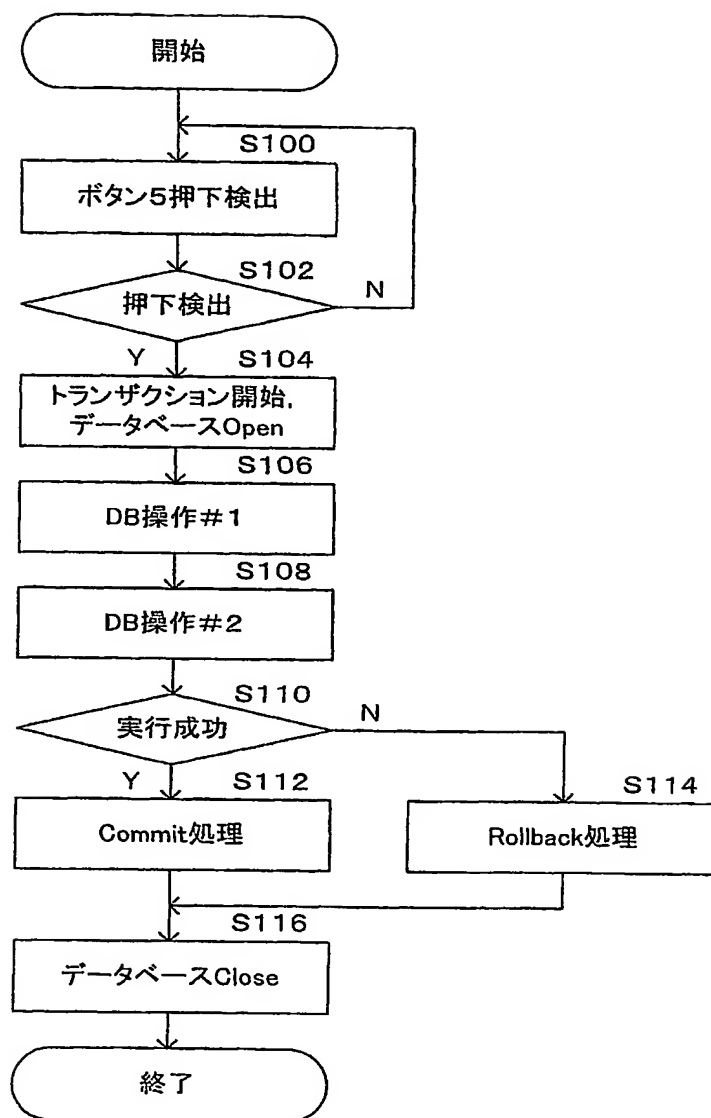 開始
S100
ボタン5押下検出
S102
押下検出
N
Y
S104
トランザクション開始,
データベースOpen
S106
DB操作#1
S108
DB操作#2
S110
実行成功
N
Y
S112
Commit処理
S114
Rollback処理
S116
データベースClose
終了